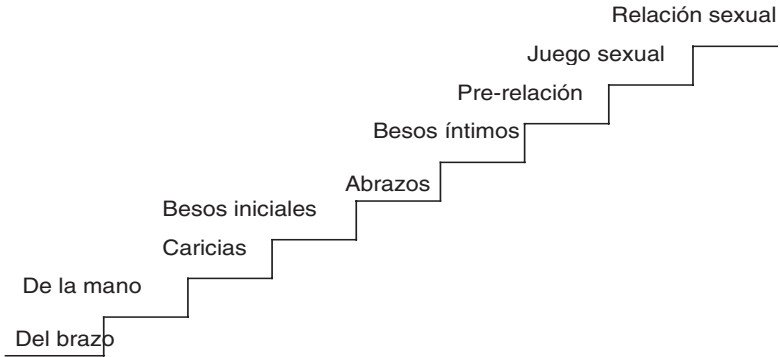 Relación sexual
Juego sexual
Pre-relación
Besos íntimos
Abrazos
Besos iniciales
Caricias
De la mano
Del brazo